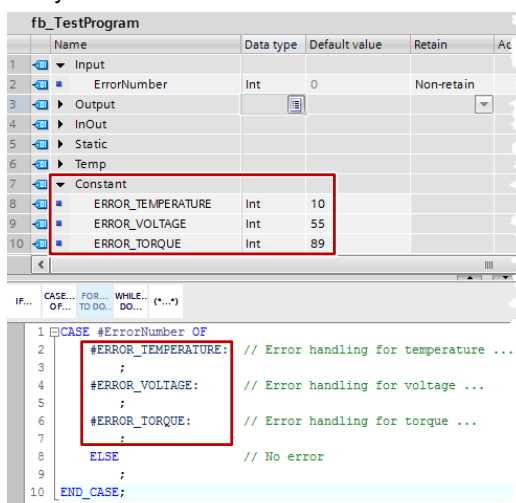 fb_TestProgram
Name Data type Default value Retain
1 Input
2 ErrorNumber Int 0 Non-retain
3 Output
4 InOut
5 Static
6 Temp
7 Constant
8 ERROR_TEMPERATURE Int 10
9 ERROR_VOLTAGE Int 55
10 ERROR_TORQUE Int 89
IF... CASE... OF... FOR... TO DO.. WHILE.. DO... (*...*)
1 CASE #ErrorNumber OF
2 #ERROR_TEMPERATURE: // Error handling for temperature ...
3 ;
4 #ERROR_VOLTAGE: // Error handling for voltage ...
5 ;
6 #ERROR_TORQUE: // Error handling for torque ...
7 ;
8 ELSE // No error
9 ;
10 END_CASE;